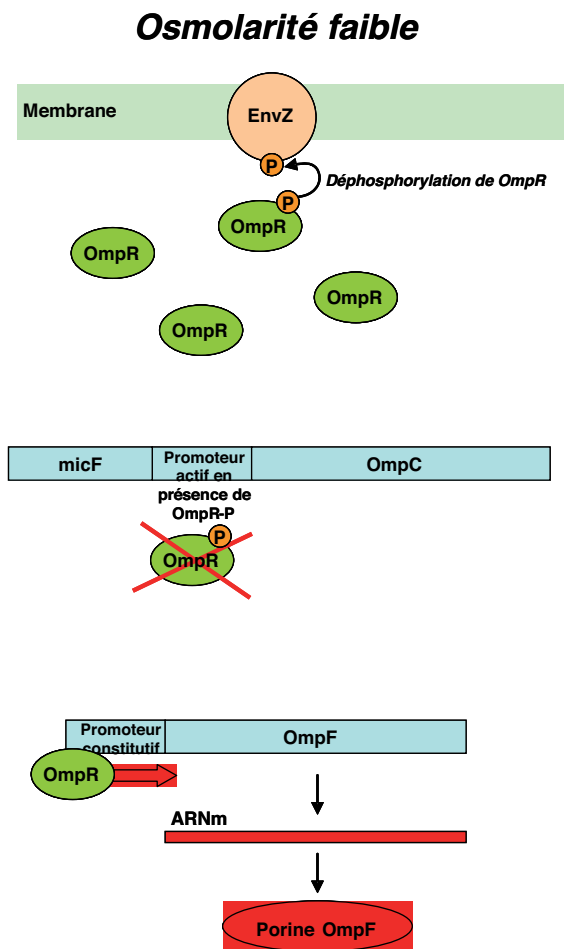 Osmolarité faible
Membrane
EnvZ
P
Déphosphorylation de OmpR
P
OmpR
OmpR
OmpR
OmpR
micF
Promoteur
actif en
présence de
OmpR-P
OmpC
P
OmpR
Promoteur
constitutif
OmpF
OmpR
ARNm
Porine OmpF